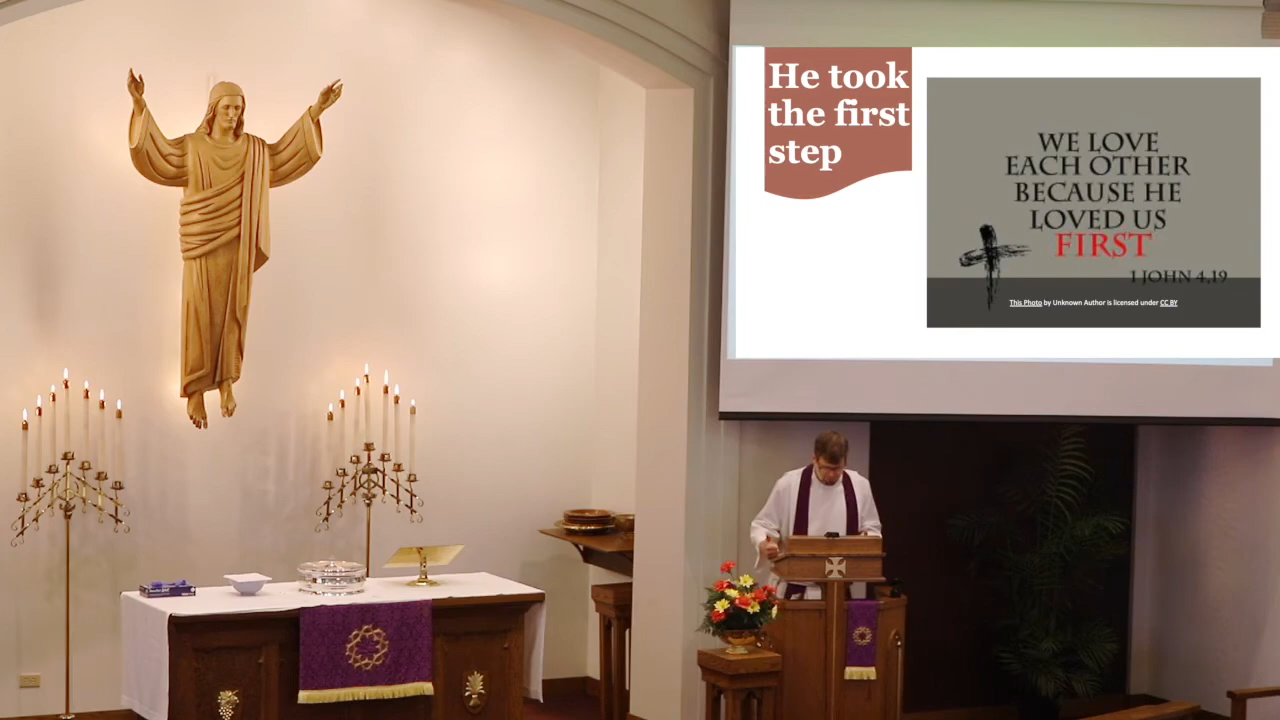 He took
the first
step
WE LOVE
EACH OTHER
BECAUSE HE
LOVED US
FIRST
1 JOHN 4,19
This Photo by Unknown Author is licensed under CC BY